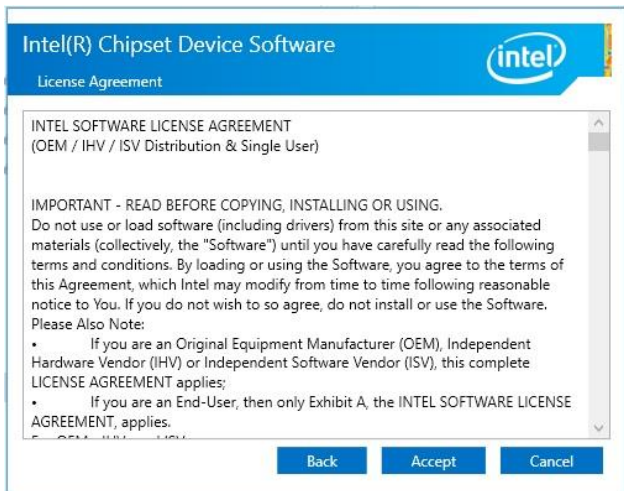 Intel(R) Chipset Device Software
intel
License Agreement
INTEL SOFTWARE LICENSE AGREEMENT
(OEM / IHV / ISV Distribution & Single User)
IMPORTANT - READ BEFORE COPYING, INSTALLING OR USING.
Do not use or load software (including drivers) from this site or any associated
materials (collectively, the "Software") until you have carefully read the following
terms and conditions. By loading or using the Software, you agree to the terms of
this Agreement, which Intel may modify from time to time following reasonable
notice to You. If you do not wish to so agree, do not install or use the Software.
Please Also Note:
• If you are an Original Equipment Manufacturer (OEM), Independent
Hardware Vendor (IHV) or Independent Software Vendor (ISV), this complete
LICENSE AGREEMENT applies;
• If you are an End-User, then only Exhibit A, the INTEL SOFTWARE LICENSE
AGREEMENT, applies.
Back Accept Cancel